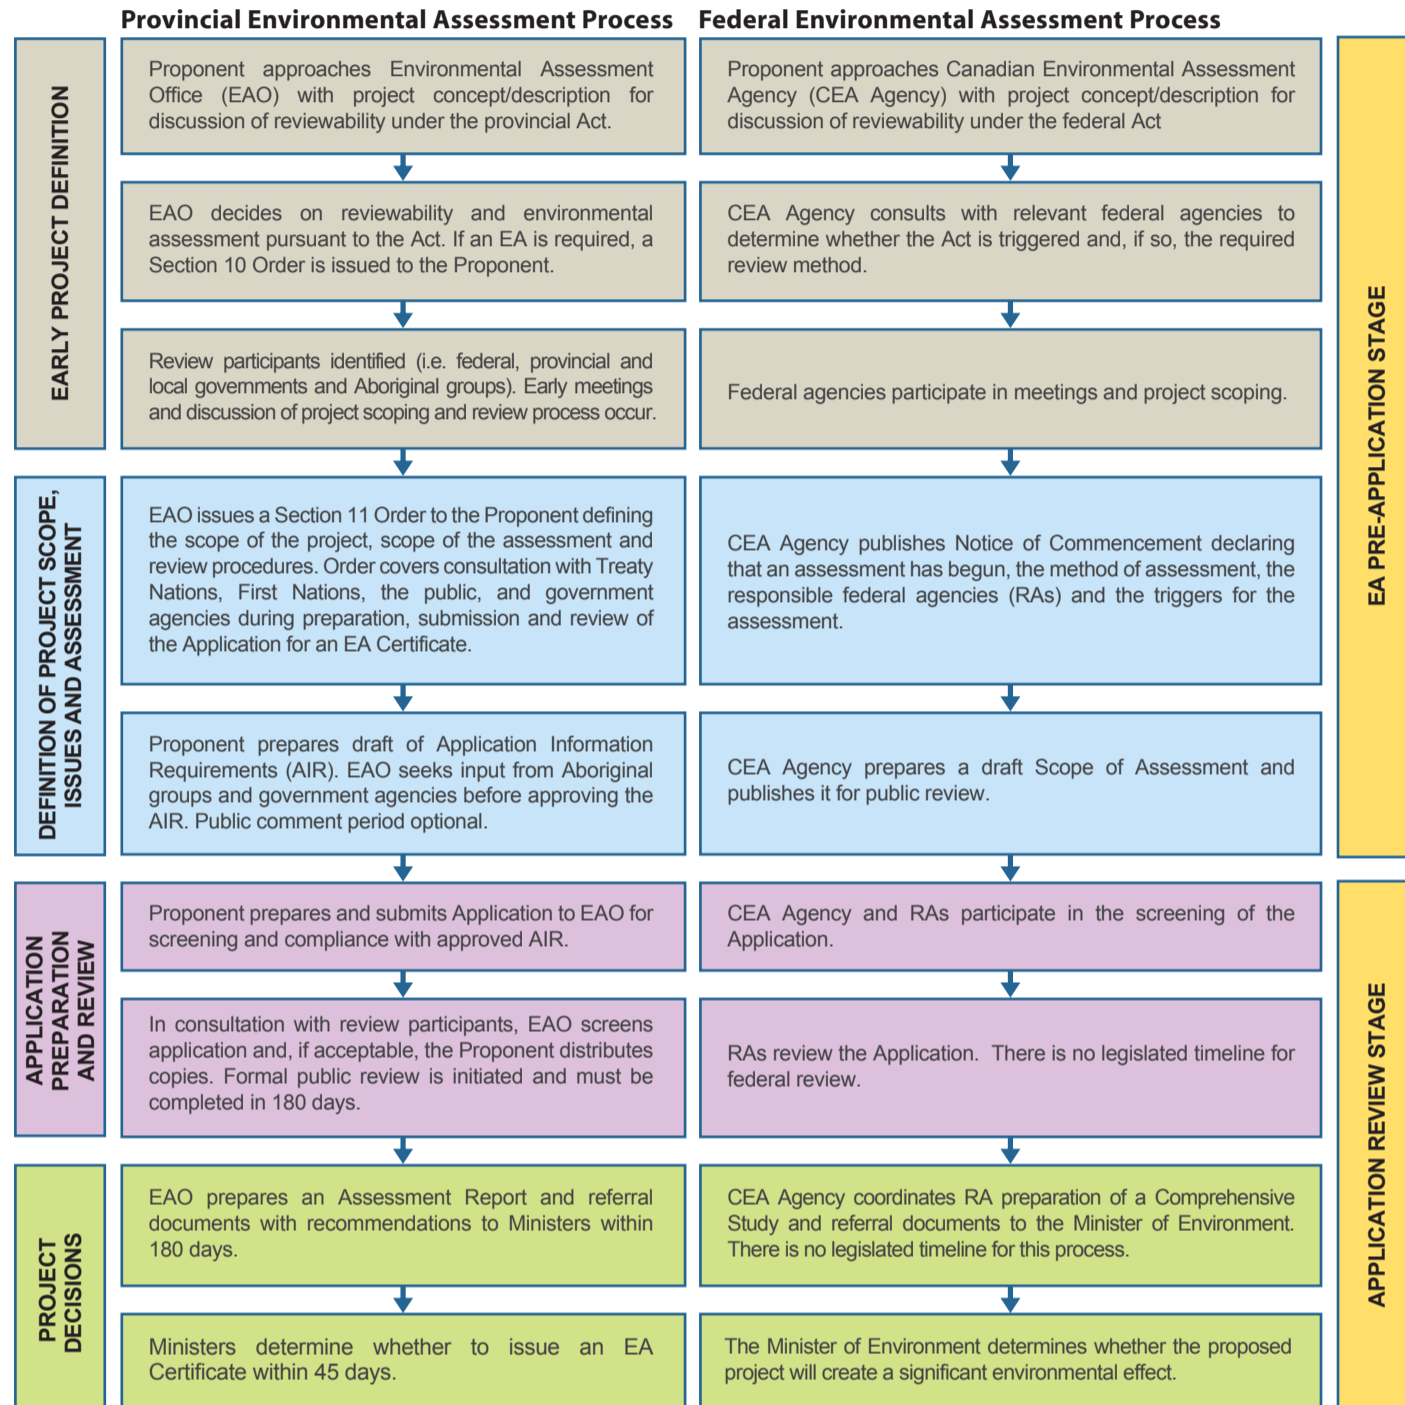 Provincial Environmental Assessment Process
Federal Environmental Assessment Process
EARLY PROJECT DEFINITION
Proponent approaches Environmental Assessment
Office (EAO) with project concept/description for
discussion of reviewability under the provincial Act.
Proponent approaches Canadian Environmental Assessment
Agency (CEA Agency) with project concept/description for
discussion of reviewability under the federal Act
EAO decides on reviewability and environmental
assessment pursuant to the Act. If an EA is required, a
Section 10 Order is issued to the Proponent.
CEA Agency consults with relevant federal agencies to
determine whether the Act is triggered and, if so, the required
review method.
Review participants identified (i.e. federal, provincial and
local governments and Aboriginal groups). Early meetings
and discussion of project scoping and review process occur.
Federal agencies participate in meetings and project scoping.
EA PRE-APPLICATION STAGE
DEFINITION OF PROJECT SCOPE,
ISSUES AND ASSESSMENT
EAO issues a Section 11 Order to the Proponent defining
the scope of the project, scope of the assessment and
review procedures. Order covers consultation with Treaty
Nations, First Nations, the public, and government
agencies during preparation, submission and review of
the Application for an EA Certificate.
CEA Agency publishes Notice of Commencement declaring
that an assessment has begun, the method of assessment, the
responsible federal agencies (RAs) and the triggers for the
assessment.
Proponent prepares draft of Application Information
Requirements (AIR). EAO seeks input from Aboriginal
groups and government agencies before approving the
AIR. Public comment period optional.
CEA Agency prepares a draft Scope of Assessment and
publishes it for public review.
APPLICATION
PREPARATION
AND REVIEW
Proponent prepares and submits Application to EAO for
screening and compliance with approved AIR.
CEA Agency and RAs participate in the screening of the
Application.
In consultation with review participants, EAO screens
application and, if acceptable, the Proponent distributes
copies. Formal public review is initiated and must be
completed in 180 days.
RAs review the Application. There is no legislated timeline for
federal review.
APPLICATION REVIEW STAGE
PROJECT
DECISIONS
EAO prepares an Assessment Report and referral
documents with recommendations to Ministers within
180 days.
CEA Agency coordinates RA preparation of a Comprehensive
Study and referral documents to the Minister of Environment.
There is no legislated timeline for this process.
Ministers determine whether to issue an EA
Certificate within 45 days.
The Minister of Environment determines whether the proposed
project will create a significant environmental effect.